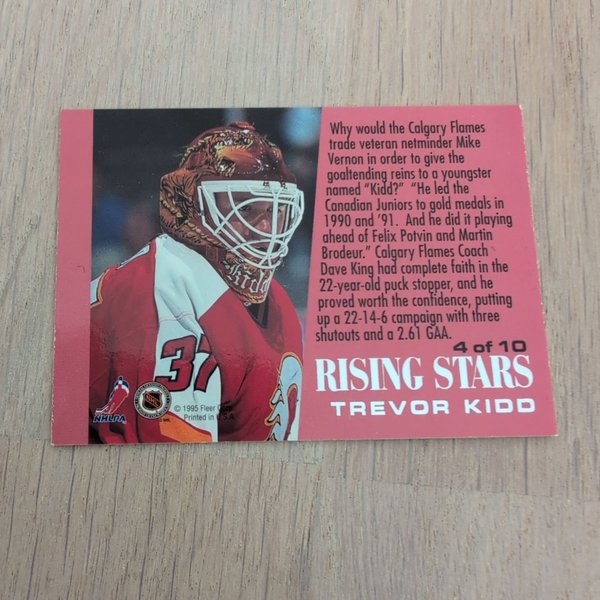 Why would the Calgary Flames
trade veteran netminder Mike
Vernon in order to give the
goaltending reins to a youngster
named "Kidd?" "He led the
Canadian Juniors to gold medals in
1990 and '91. And he did it playing
ahead of Felix Potvin and Martin
Brodeur." Calgary Flames Coach
Dave King had complete faith in the
22-year-old puck stopper, and he
proved worth the confidence, putting
up a 22-14-6 campaign with three
shutouts and a 2.61 GAA.
4 of 10
RISING STARS
TREVOR KIDD
Kidd
37
NHLPA
NHL
© 1995 Fleer Corp.
Printed in U.S.A.